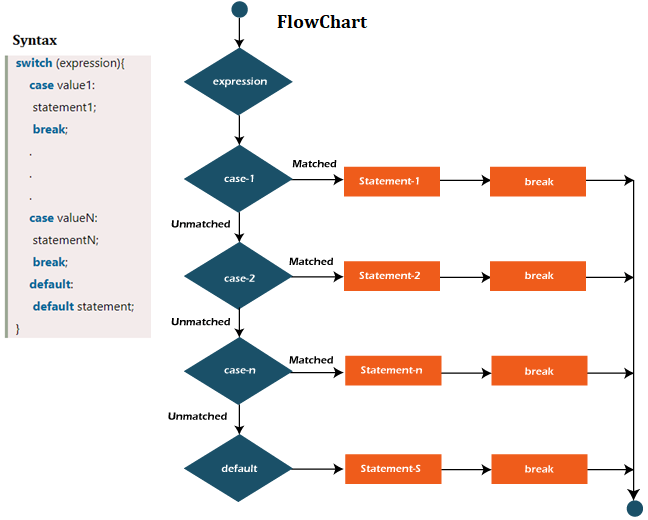 FlowChart
Syntax
switch (expression){
case value1:
statement1;
break;
.
.
.
case valueN:
statementN;
break;
default:
default statement;
}
expression
case-1
Matched
Statement-1
break
Unmatched
case-2
Matched
Statement-2
break
Unmatched
case-n
Matched
Statement-n
break
Unmatched
default
Statement-S
break